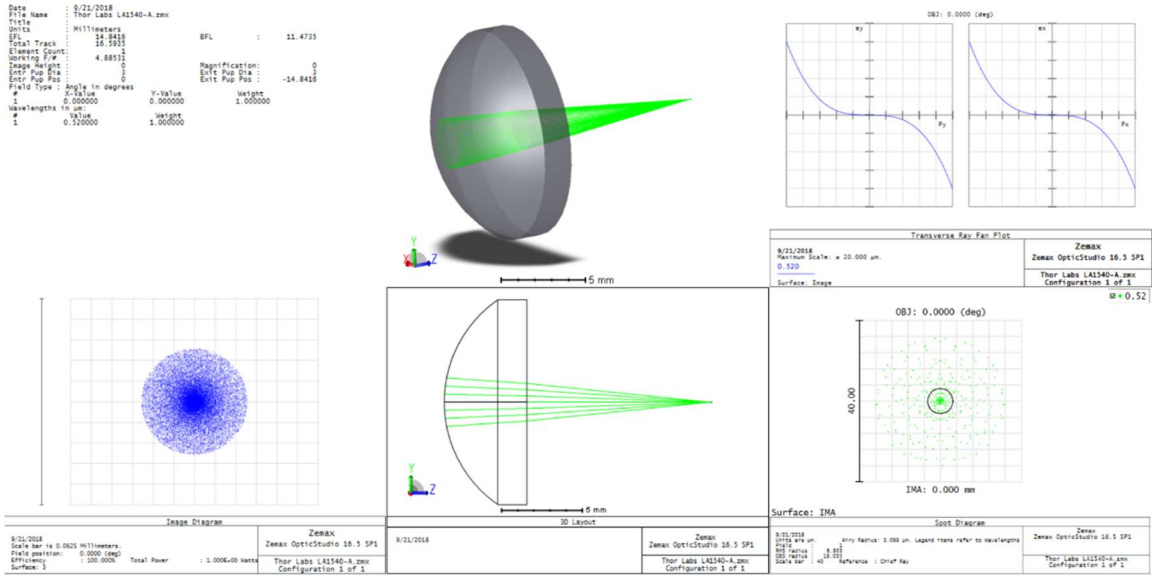 Date : 9/21/2018
File Name : Thor Labs LA1540-A.zmx
Title :
Units : Millimeters
EFL : 14.8416 BFL : 11.4735
Total Track : 16.5935
Element Count: 1
Working F/# : 4.88531
Image Height : 0 Magnification: 0
Entr Pup Dia : 3 Exit Pup Dia : 3
Entr Pup Pos : 0 Exit Pup Pos : -14.8416
Field Type : Angle in degrees
# X-Value Y-Value Weight
1 0.000000 0.000000 1.000000
Wavelengths in um:
# Value Weight
1 0.520000 1.000000
Y
X
Z
5 mm
OBJ: 0.0000 (deg)
ey
ex
Py
Px
Transverse Ray Fan Plot
9/21/2018
Maximum Scale: ± 20.000 µm.
0.520
Surface: Image
Zemax
Zemax OpticStudio 16.5 SP1
Thor Labs LA1540-A.zmx
Configuration 1 of 1
Image Diagram
9/21/2018
Scale bar is 0.0625 Millimeters.
Field position: 0.0000 (deg)
Efficiency : 100.000% Total Power : 1.000E+00 Watts
Surface: 3
Zemax
Zemax OpticStudio 16.5 SP1
Thor Labs LA1540-A.zmx
Configuration 1 of 1
Y
Z
5 mm
3D Layout
9/21/2018
Zemax
Zemax OpticStudio 16.5 SP1
Thor Labs LA1540-A.zmx
Configuration 1 of 1
0.52
OBJ: 0.0000 (deg)
40.00
IMA: 0.000 mm
Surface: IMA
Spot Diagram
9/21/2018
Units are µm. Airy Radius: 3.099 µm. Legend items refer to Wavelengths
Field : 1
RMS radius :
GEO radius :
Scale bar : 40 Reference : Chief Ray
Zemax
Zemax OpticStudio 16.5 SP1
Thor Labs LA1540-A.zmx
Configuration 1 of 1